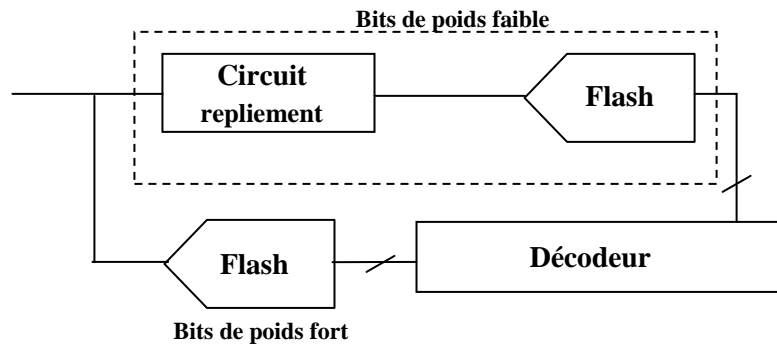 Bits de poids faible
Circuit
repliement
Flash
Flash
Décodeur
Bits de poids fort